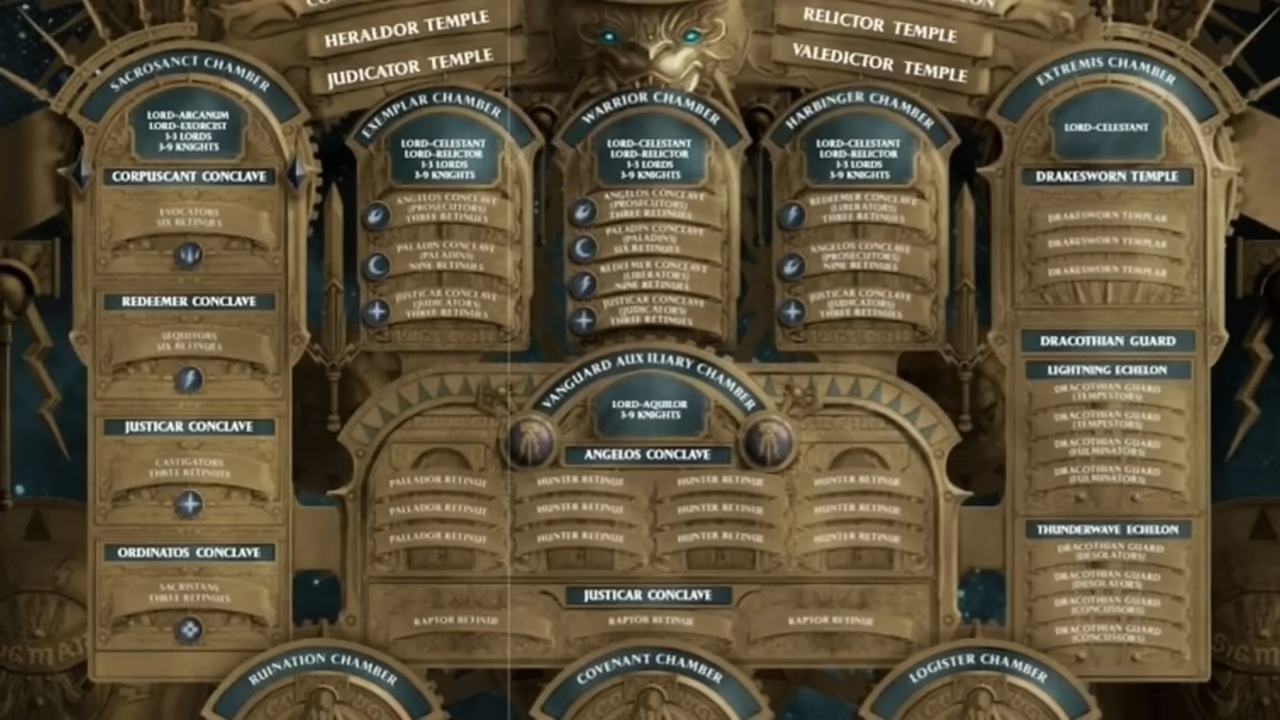 HERALDOR TEMPLE
JUDICATOR TEMPLE
RELICTOR TEMPLE
VALEDICTOR TEMPLE
SACROSANCT CHAMBER
LORD-ARCANUM
LORD-EXORCIST
1-3 LORDS
3-9 KNIGHTS
CORPUSCANT CONCLAVE
EVOCATORS
SIX RETINUES
REDEEMER CONCLAVE
SEQUITORS
SIX RETINUES
JUSTICAR CONCLAVE
CASTIGATORS
THREE RETINUES
ORDINATOS CONCLAVE
SACRISTANS
THREE RETINUES
EXEMPLAR CHAMBER
LORD-CELESTANT
LORD-RELICTOR
1-3 LORDS
3-9 KNIGHTS
ANGELOS CONCLAVE
(PROSECUTORS)
THREE RETINUES
PALADIN CONCLAVE
(PALADINS)
NINE RETINUES
JUSTICAR CONCLAVE
(JUDICATORS)
THREE RETINUES
WARRIOR CHAMBER
LORD-CELESTANT
LORD-RELICTOR
1-3 LORDS
3-9 KNIGHTS
ANGELOS CONCLAVE
(PROSECUTORS)
THREE RETINUES
PALADIN CONCLAVE
(PALADINS)
SIX RETINUES
REDEEMER CONCLAVE
(LIBERATORS)
NINE RETINUES
JUSTICAR CONCLAVE
(JUDICATORS)
THREE RETINUES
HARBINGER CHAMBER
LORD-CELESTANT
LORD-RELICTOR
1-3 LORDS
3-9 KNIGHTS
REDEEMER CONCLAVE
(LIBERATORS)
THREE RETINUES
ANGELOS CONCLAVE
(PROSECUTORS)
NINE RETINUES
JUSTICAR CONCLAVE
(JUDICATORS)
THREE RETINUES
EXTREMIS CHAMBER
LORD-CELESTANT
DRAKESWORN TEMPLE
DRAKESWORN TEMPLAR
DRAKESWORN TEMPLAR
DRAKESWORN TEMPLAR
DRACOTHIAN GUARD
LIGHTNING ECHELON
DRACOTHIAN GUARD
(TEMPESTORS)
DRACOTHIAN GUARD
(TEMPESTORS)
DRACOTHIAN GUARD
(FULMINATORS)
DRACOTHIAN GUARD
(FULMINATORS)
THUNDERWAVE ECHELON
DRACOTHIAN GUARD
(DESOLATORS)
DRACOTHIAN GUARD
(DESOLATORS)
DRACOTHIAN GUARD
(CONCUSSORS)
DRACOTHIAN GUARD
(CONCUSSORS)
VANGUARD AUXILIARY CHAMBER
LORD-AQUILOR
3-9 KNIGHTS
ANGELOS CONCLAVE
PALLADOR RETINUE HUNTER RETINUE HUNTER RETINUE HUNTER RETINUE
PALLADOR RETINUE HUNTER RETINUE HUNTER RETINUE HUNTER RETINUE
PALLADOR RETINUE HUNTER RETINUE HUNTER RETINUE HUNTER RETINUE
JUSTICAR CONCLAVE
RAPTOR RETINUE RAPTOR RETINUE RAPTOR RETINUE
RUINATION CHAMBER
COVENANT CHAMBER
LOGISTER CHAMBER